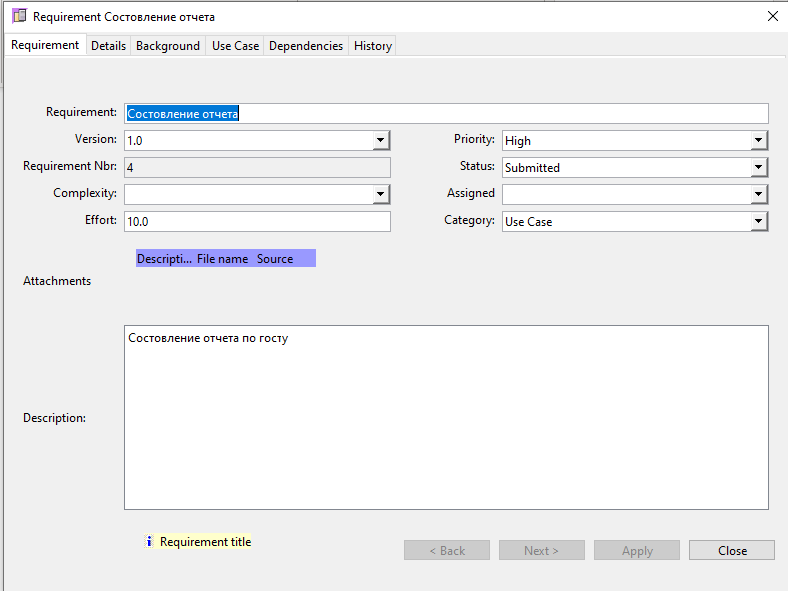 Requirement Состовление отчета
Requirement Details Background Use Case Dependencies History
Requirement: Состовление отчета
Version: 1.0 Priority: High
Requirement Nbr: 4 Status: Submitted
Complexity: Assigned
Effort: 10.0 Category: Use Case
Descripti... File name Source
Attachments
Состовление отчета по госту
Description:
i Requirement title
< Back Next > Apply Close